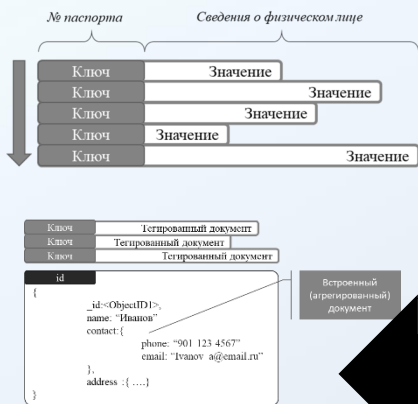 № паспорта Сведения о физическом лице
Ключ Значение
Ключ Значение
Ключ Значение
Ключ Значение
Ключ Значение
Ключ Тегированный документ
Ключ Тегированный документ
Ключ Тегированный документ
id
{
_id:<ObjectID1>,
name: “Иванов”
contact:{
phone: “901 123 4567”
email: “Ivanov_a@email.ru”
},
address :{ ….}
}
Встроенный
(агрегированный)
документ